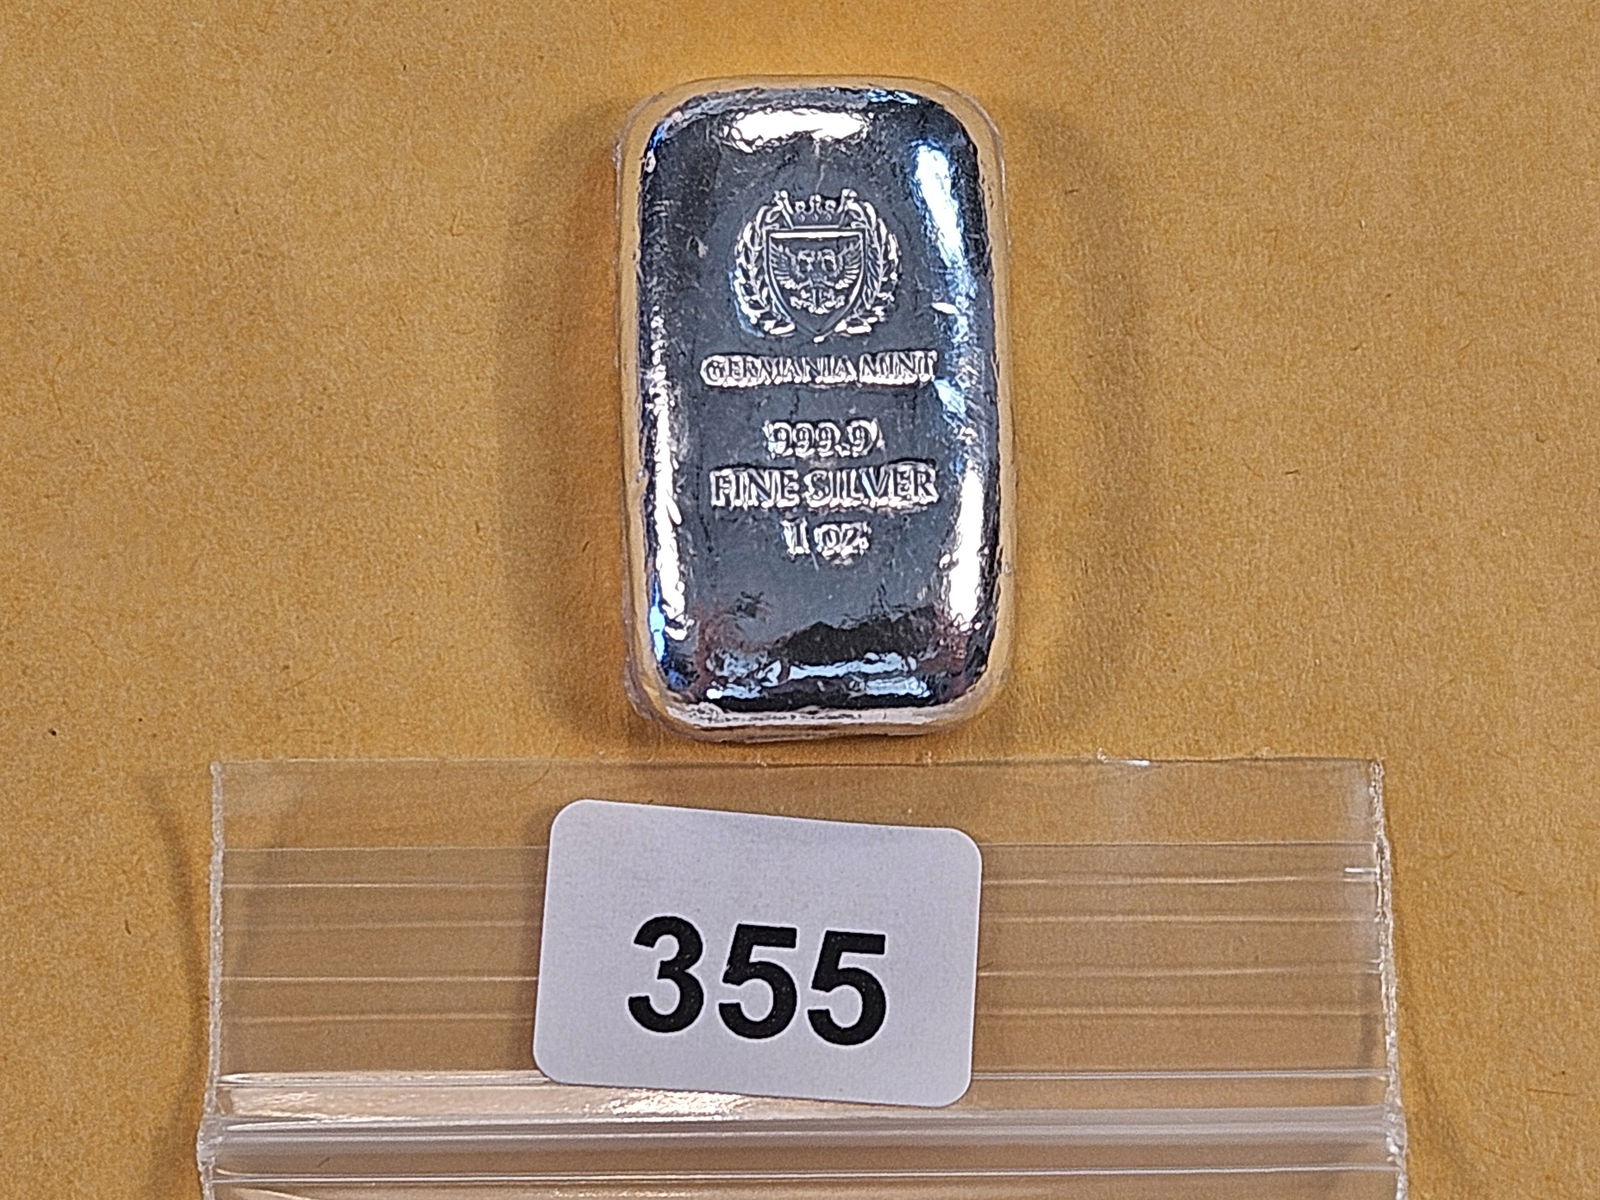 GERMANIA MINT
999.9
FINE SILVER
1 oz
355